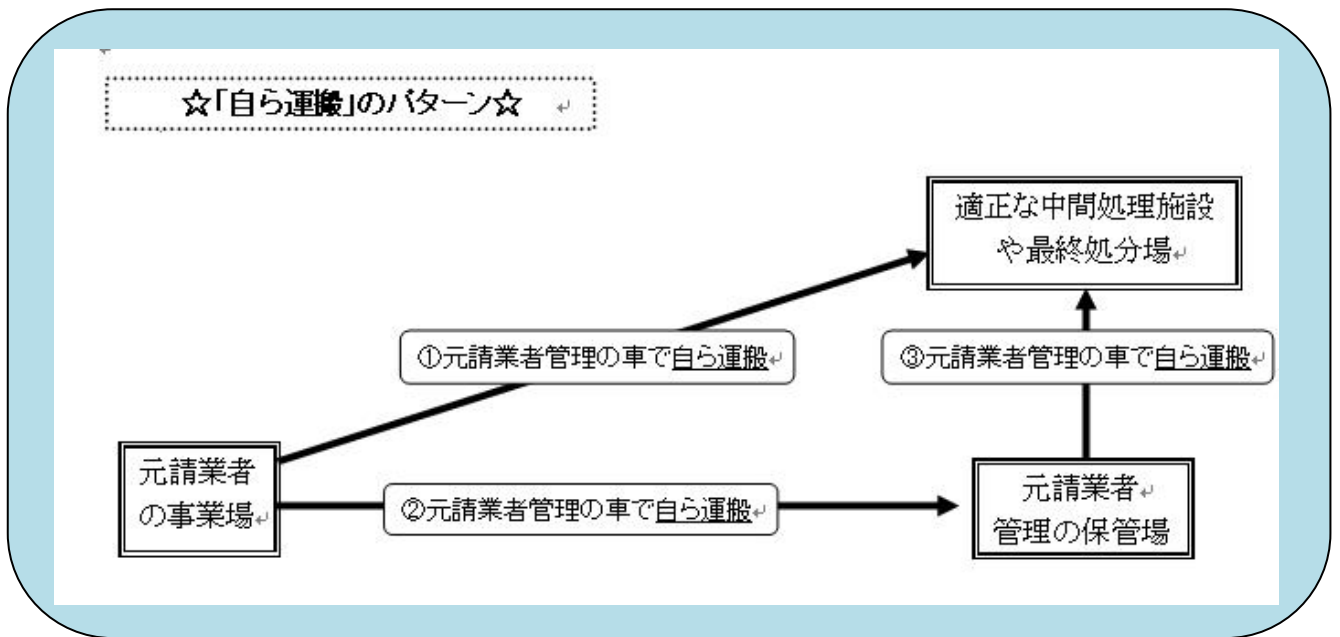 ☆「自ら運搬」のパターン☆
適正な中間処理施設
や最終処分場
①元請業者管理の車で自ら運搬
③元請業者管理の車で自ら運搬
元請業者
の事業場
②元請業者管理の車で自ら運搬
元請業者
管理の保管場